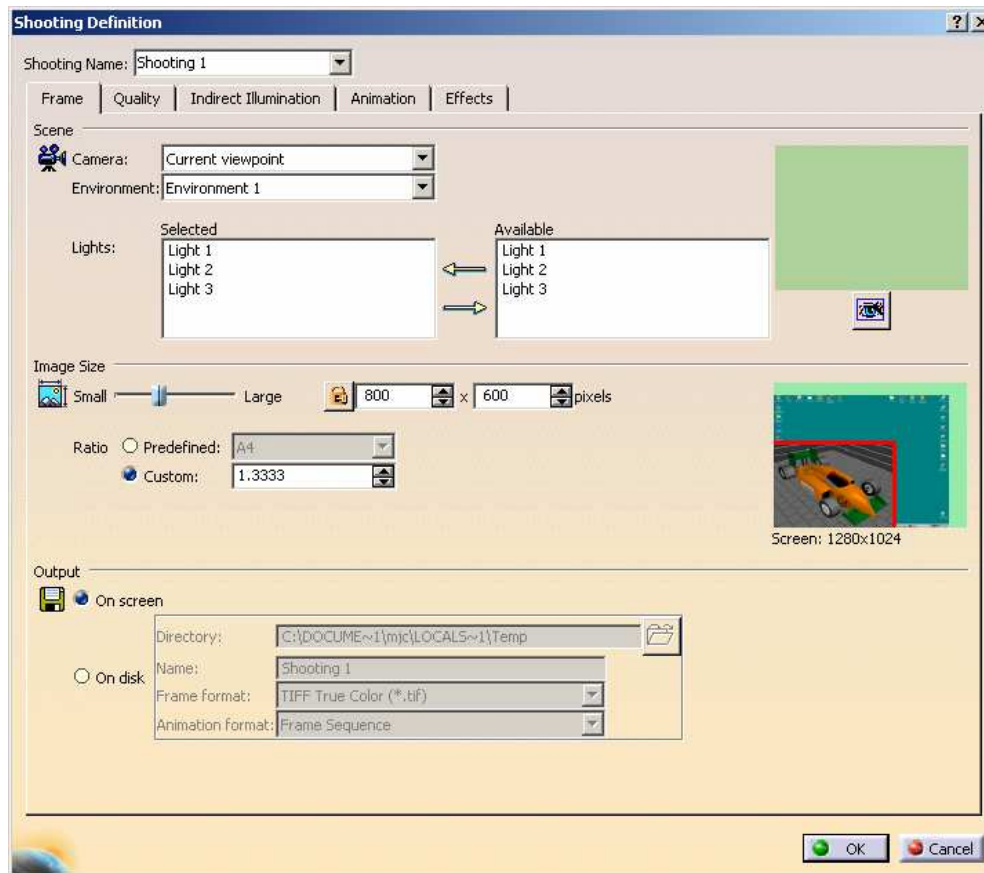 Shooting Definition
Shooting Name: Shooting 1
Frame Quality Indirect Illumination Animation Effects
Scene
Camera: Current viewpoint
Environment: Environment 1
Selected Available
Lights:
Light 1 Light 1
Light 2 Light 2
Light 3 Light 3
Image Size
Small Large 800 x 600 pixels
Ratio Predefined: A4
Custom: 1.3333
Screen: 1280x1024
Output
On screen
Directory: C:\DOCUME~1\mjc\LOCALS~1\Temp
On disk
Name: Shooting 1
Frame format: TIFF True Color (*.tif)
Animation format: Frame Sequence
OK Cancel